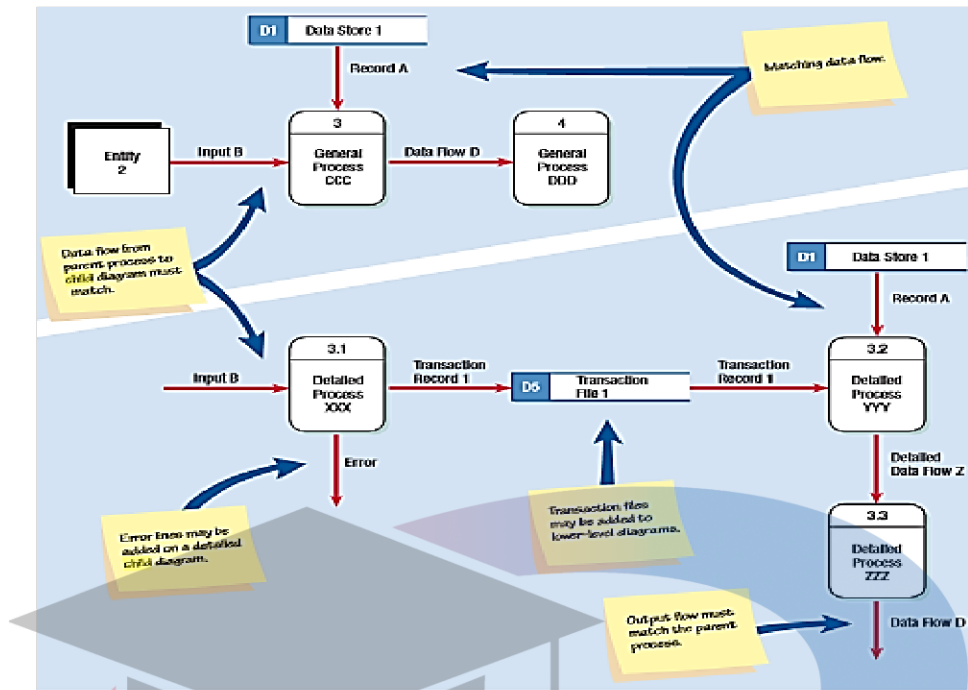 D1 Data Store 1
Record A
Matching data flow.
3
General
Process
CCC
4
General
Process
DDD
Entity
2
Input B
Data Flow D
Data flow from
parent process to
child diagram must
match.
D1 Data Store 1
Record A
Input B
3.1
Detailed
Process
XXX
Transaction
Record 1
D5 Transaction
File 1
Transaction
Record 1
3.2
Detailed
Process
YYY
Error
Detailed
Data Flow Z
Error lines may be
added on a detailed
child diagram.
Transaction files
may be added to
lower-level diagrams.
3.3
Detailed
Process
ZZZ
Output flow must
match the parent
process.
Data Flow D